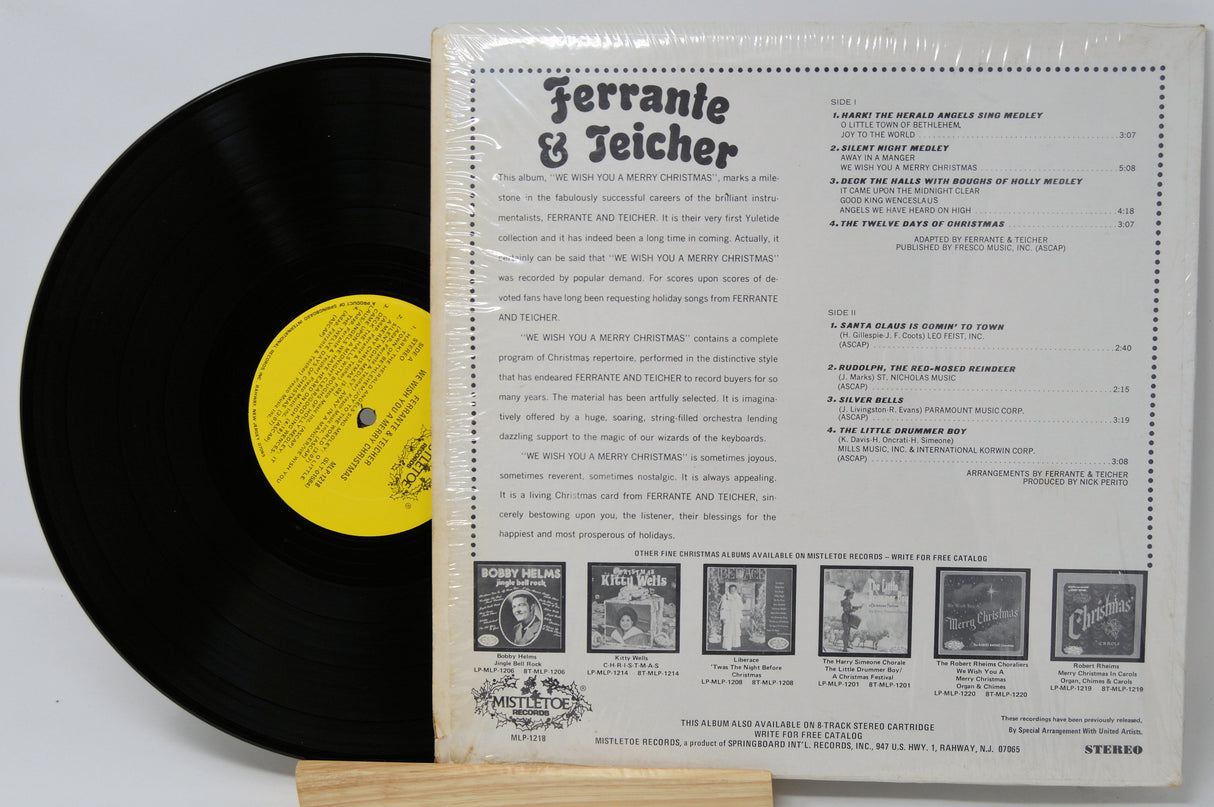 Ferrante
& Teicher
This album, "WE WISH YOU A MERRY CHRISTMAS", marks a mile-
stone in the fabulously successful careers of the brilliant instru-
mentalists, FERRANTE AND TEICHER. It is their very first Yuletide
collection and it has indeed been a long time in coming. Actually, it
certainly can be said that "WE WISH YOU A MERRY CHRISTMAS"
was recorded by popular demand. For scores upon scores of de-
voted fans have long been requesting holiday songs from FERRANTE
AND TEICHER.
"WE WISH YOU A MERRY CHRISTMAS" contains a complete
program of Christmas repertoire, performed in the distinctive style
that has endeared FERRANTE AND TEICHER to record buyers for so
many years. The material has been artfully selected. It is imagina-
tively offered by a huge, soaring, string-filled orchestra lending
dazzling support to the magic of our wizards of the keyboards.
"WE WISH YOU A MERRY CHRISTMAS" is sometimes joyous,
sometimes reverent, sometimes nostalgic. It is always appealing.
It is a living Christmas card from FERRANTE AND TEICHER, sin-
cerely bestowing upon you, the listener, their blessings for the
happiest and most prosperous of holidays.
SIDE I
1. HARK! THE HERALD ANGELS SING MEDLEY
O LITTLE TOWN OF BETHLEHEM,
JOY TO THE WORLD 3:07
2. SILENT NIGHT MEDLEY
AWAY IN A MANGER
WE WISH YOU A MERRY CHRISTMAS 5:08
3. DECK THE HALLS WITH BOUGHS OF HOLLY MEDLEY
IT CAME UPON THE MIDNIGHT CLEAR
GOOD KING WENCESLAUS
ANGELS WE HAVE HEARD ON HIGH 4:18
4. THE TWELVE DAYS OF CHRISTMAS 3:07
ADAPTED BY FERRANTE & TEICHER
PUBLISHED BY FRESCO MUSIC, INC. (ASCAP)
SIDE II
1. SANTA CLAUS IS COMIN' TO TOWN
(H. Gillespie-J. F. Coots) LEO FEIST, INC.
(ASCAP) 2:40
2. RUDOLPH, THE RED-NOSED REINDEER
(J. Marks) ST. NICHOLAS MUSIC
(ASCAP) 2:15
3. SILVER BELLS
(J. Livingston-R. Evans) PARAMOUNT MUSIC CORP.
(ASCAP) 3:19
4. THE LITTLE DRUMMER BOY
(K. Davis-H, Oncrati-H. Simeone)
MILLS MUSIC, INC. & INTERNATIONAL KORWIN CORP.
(ASCAP) 3:08
ARRANGEMENTS BY FERRANTE & TEICHER
PRODUCED BY NICK PERITO
OTHER FINE CHRISTMAS ALBUMS AVAILABLE ON MISTLETOE RECORDS – WRITE FOR FREE CATALOG
BOBBY HELMS
jingle bell rock
CHRISTMAS
Kitty Wells
We Wish You A
Merry Christmas
Christmas
CAROLS
Bobby Helms
Jingle Bell Rock
LP-MLP-1206 8T-MLP-1206
Kitty Wells
C-H-R-I-S-T-M-A-S
LP-MLP-1214 8T-MLP-1214
Liberace
'Twas The Night Before
Christmas
LP-MLP-1208 8T-MLP-1208
The Harry Simeone Chorale
The Little Drummer Boy/
A Christmas Festival
LP-MLP-1201 8T-MLP-1201
The Robert Rheims Choraliers
We Wish You A
Merry Christmas
Organ & Chimes
LP-MLP-1220 8T-MLP-1220
Robert Rheims
Merry Christmas In Carols
Organ, Chimes & Carols
LP-MLP-1219 8T-MLP-1219
MISTLETOE
RECORDS
®
MLP-1218
THIS ALBUM ALSO AVAILABLE ON 8-TRACK STEREO CARTRIDGE
WRITE FOR FREE CATALOG
MISTLETOE RECORDS, a product of SPRINGBOARD INT'L. RECORDS, INC., 947 U.S. HWY. 1, RAHWAY, N.J. 07065
These recordings have been previously released.
By Special Arrangement With United Artists.
STEREO
MISTLETOE
RECORDS
MLP-1218
FERRANTE & TEICHER
WE WISH YOU A MERRY CHRISTMAS
SIDE A
STEREO